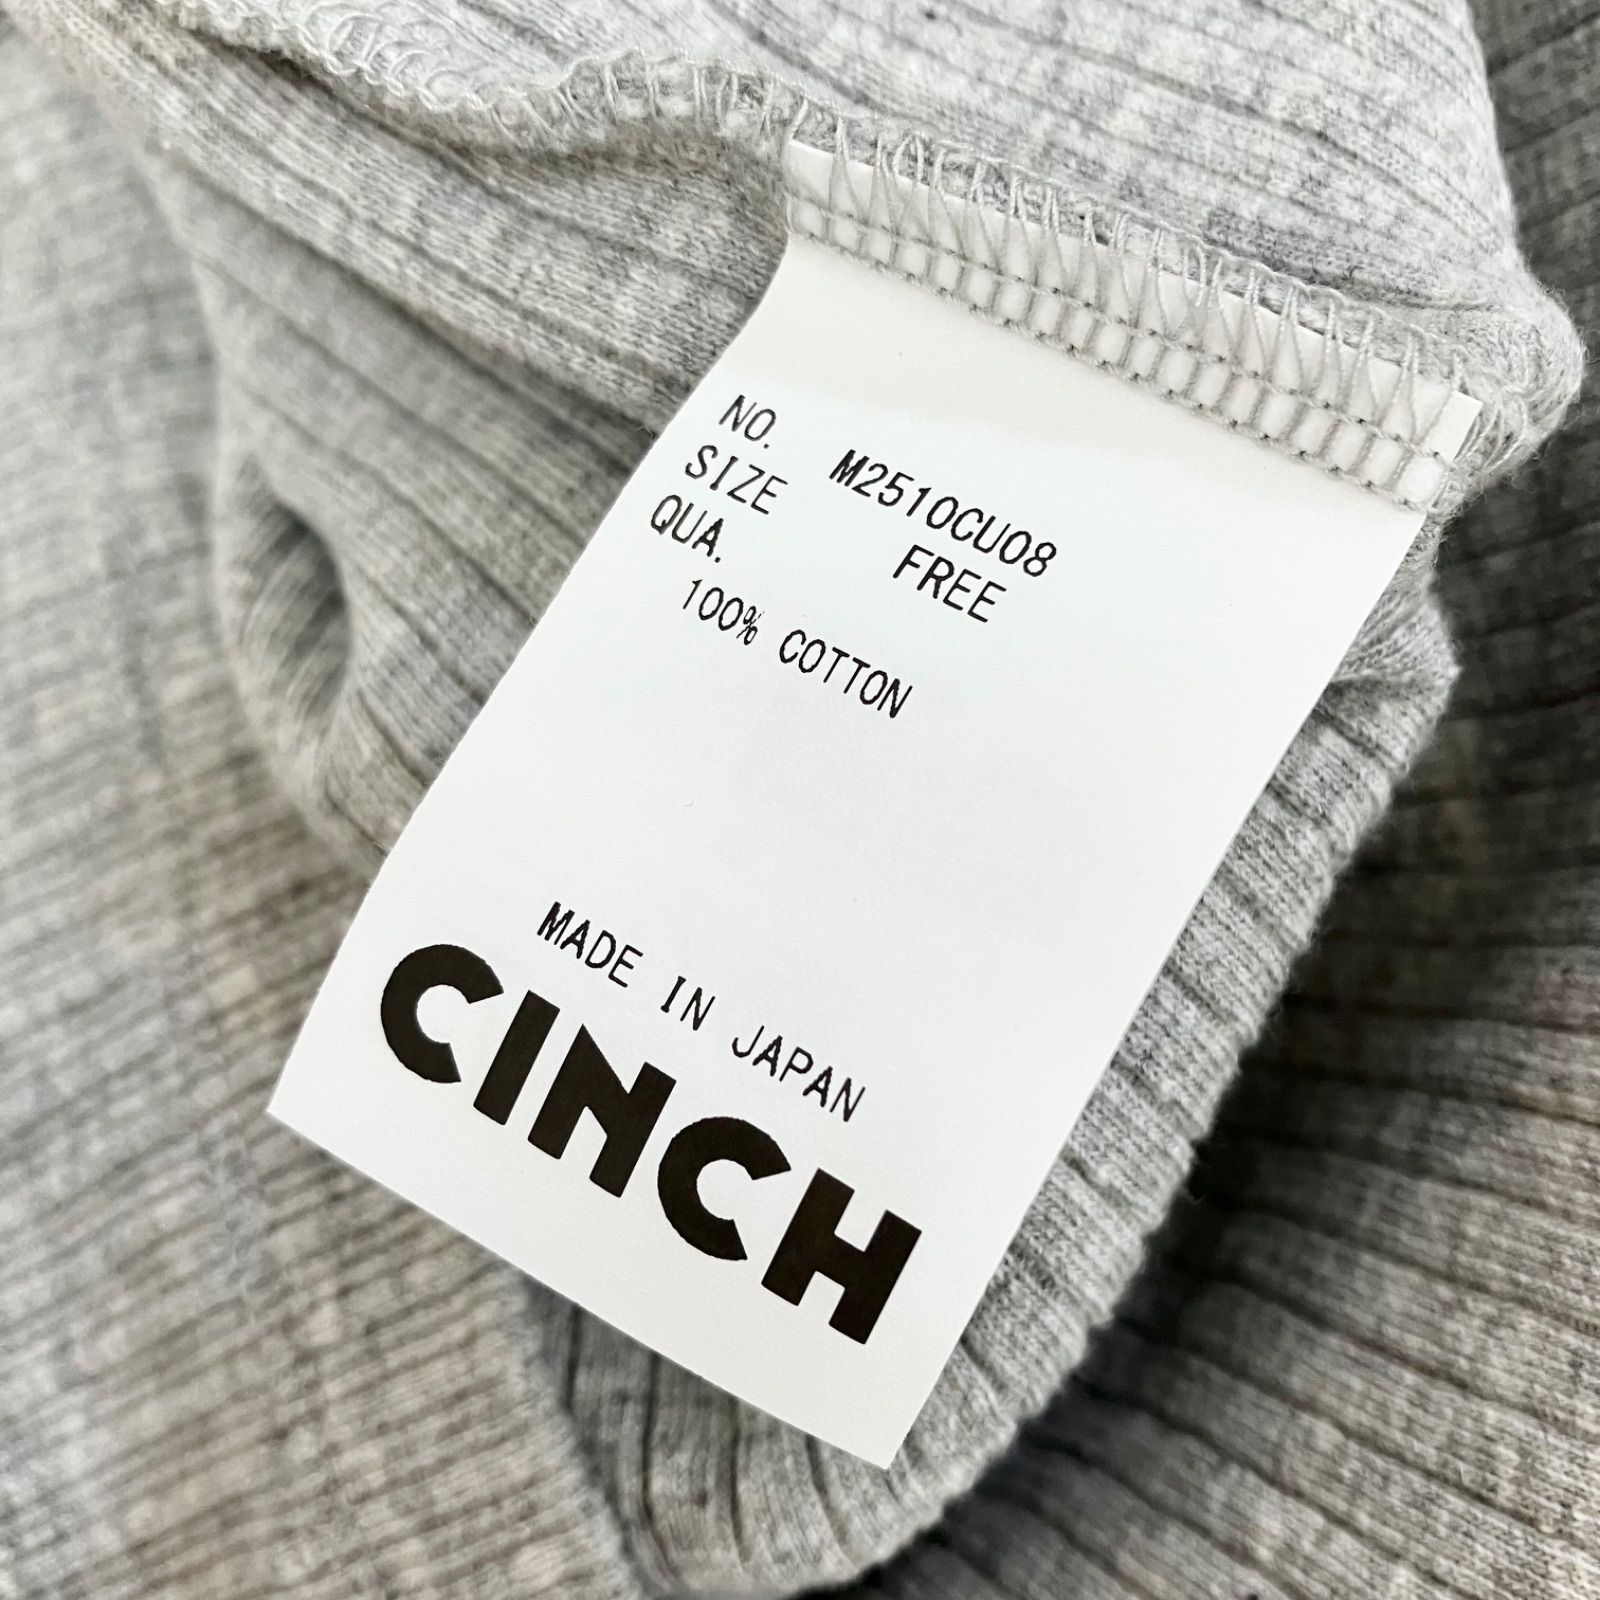 NO. M2510CU08
SIZE FREE
QUA.
100% COTTON
MADE IN JAPAN
CINCH